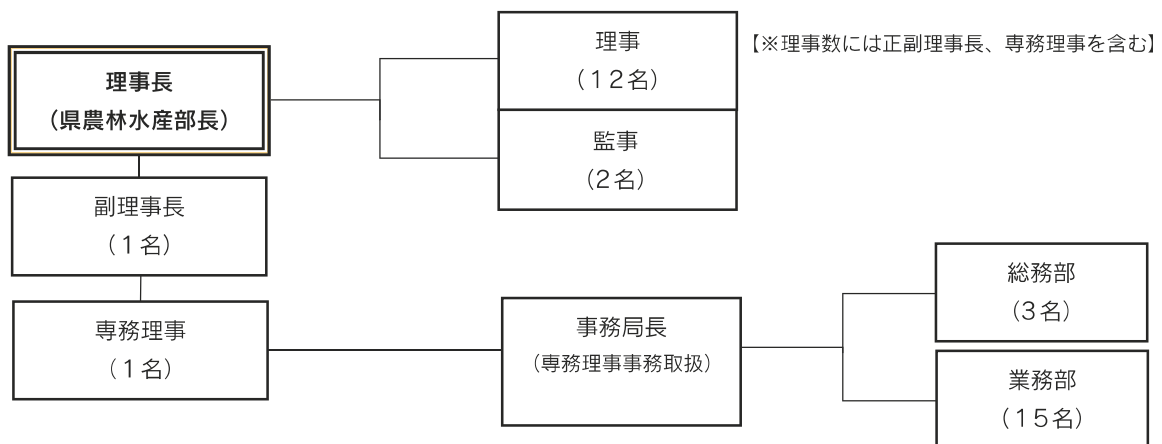 理事長
（県農林水産部長）
理事
（１２名）
【※理事数には正副理事長、専務理事を含む】
監事
（２名）
副理事長
（１名）
専務理事
（１名）
事務局長
（専務理事事務取扱）
総務部
（３名）
業務部
（１５名）